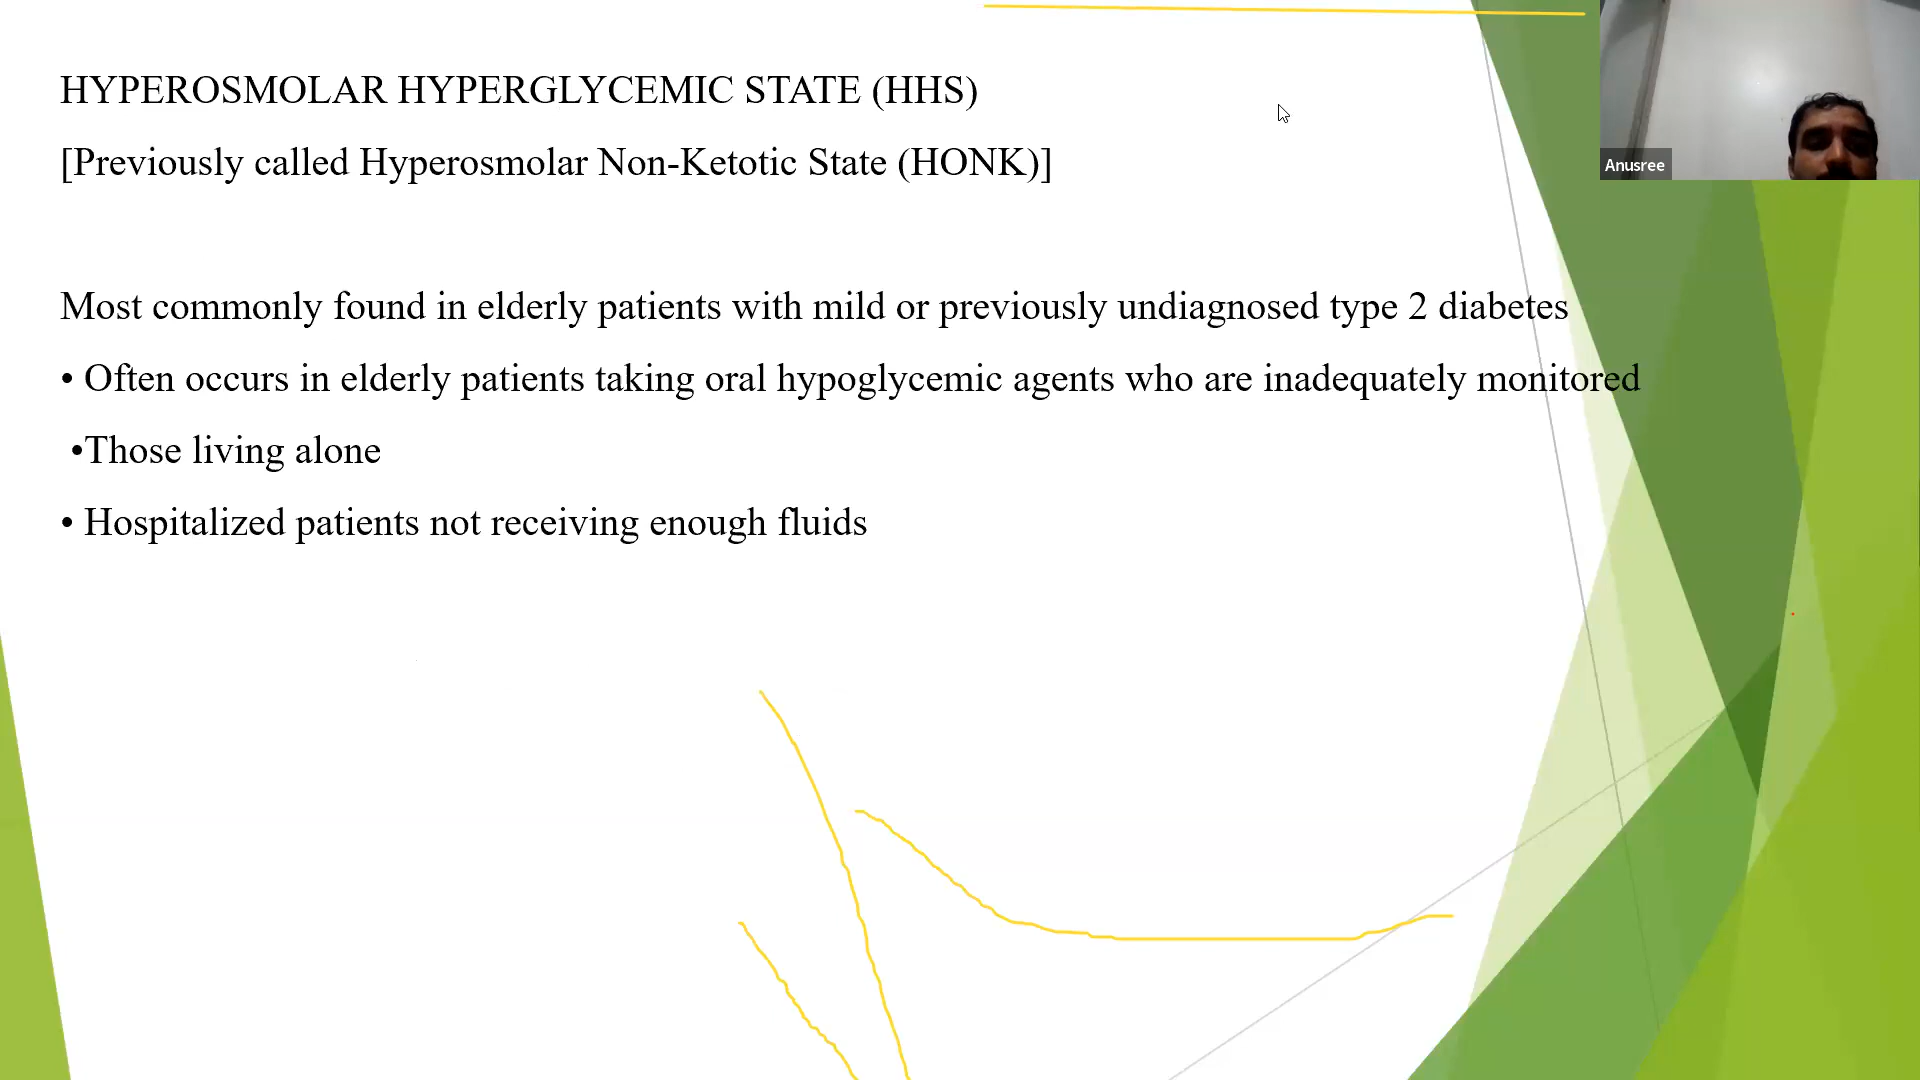 HYPEROSMOLAR HYPERGLYCEMIC STATE (HHS)
[Previously called Hyperosmolar Non-Ketotic State (HONK)]
Most commonly found in elderly patients with mild or previously undiagnosed type 2 diabetes
• Often occurs in elderly patients taking oral hypoglycemic agents who are inadequately monitored
•Those living alone
• Hospitalized patients not receiving enough fluids
Anusree